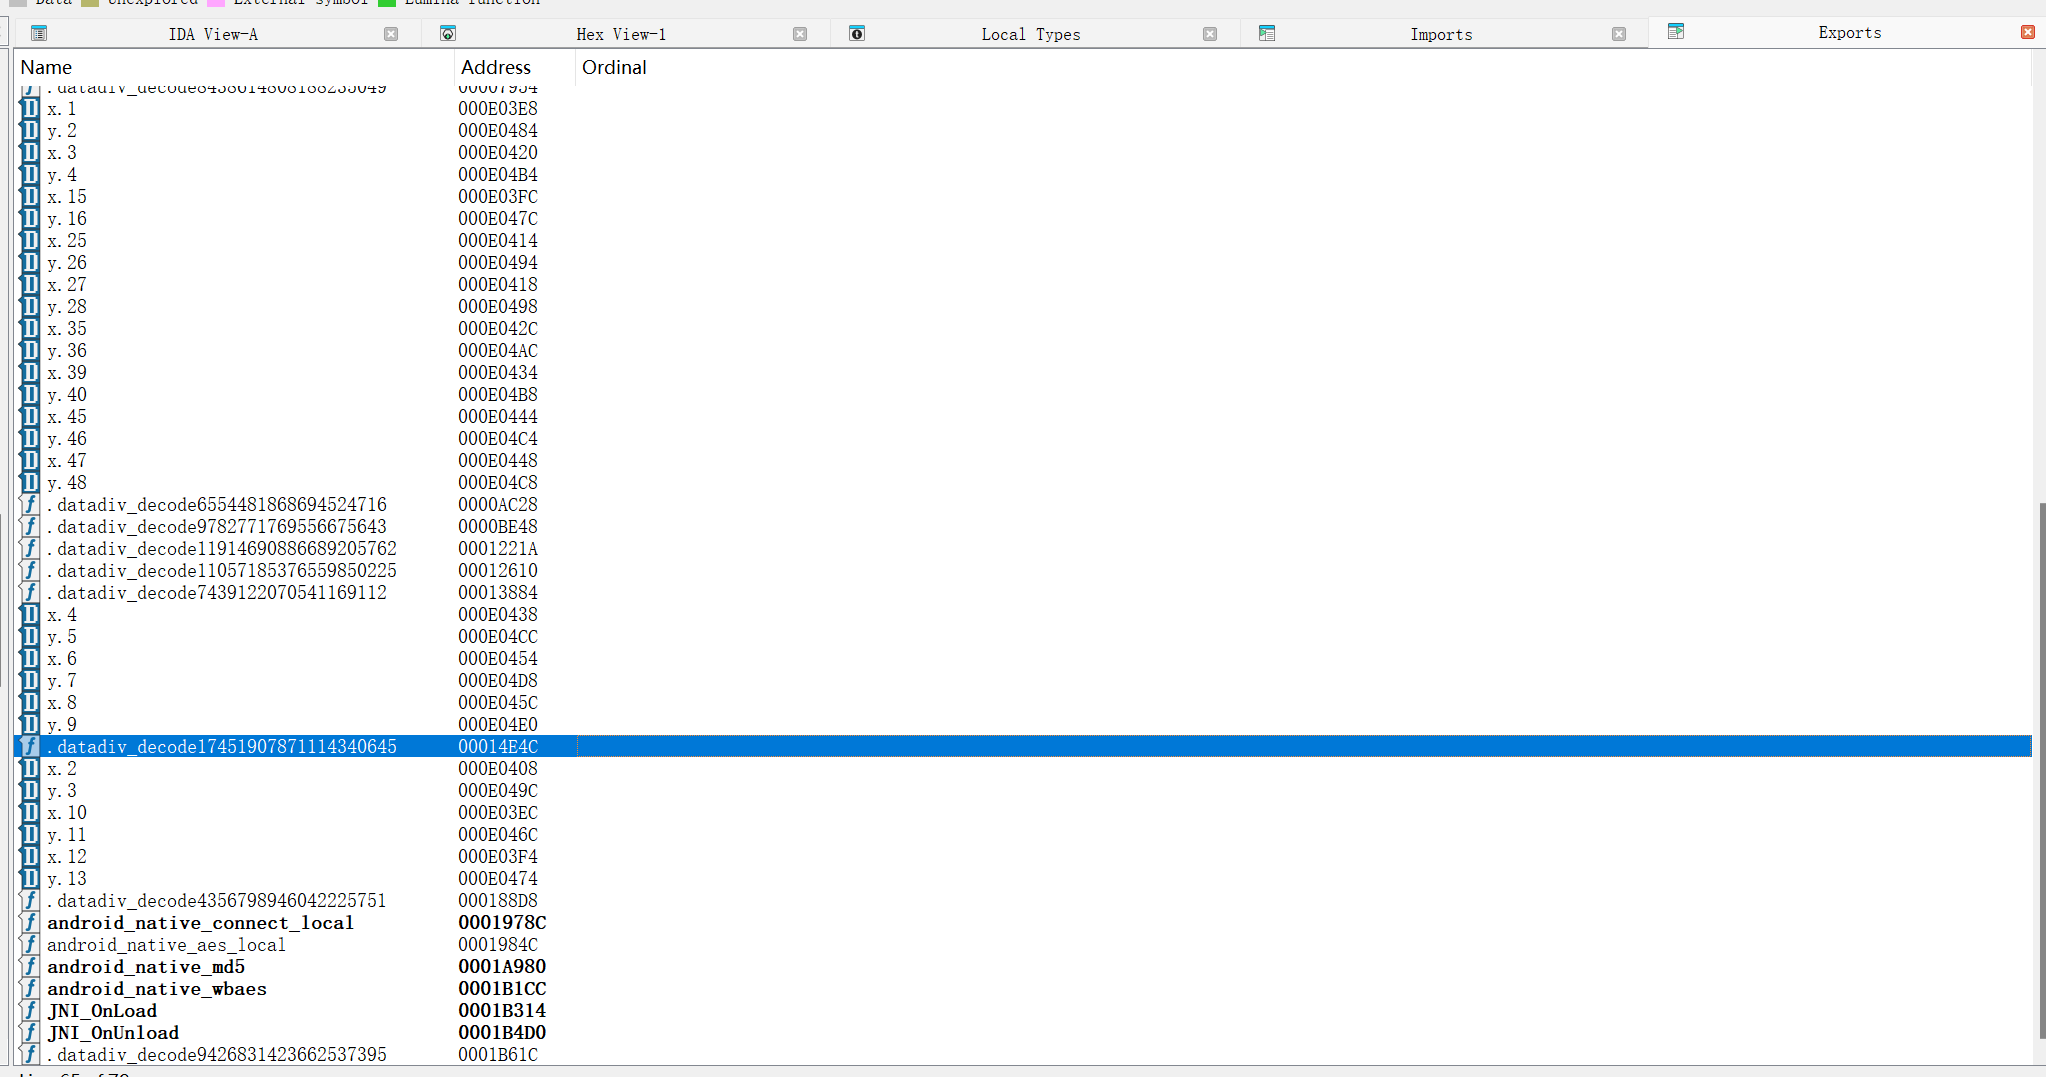 Data Unexplored External symbol Lumina function
IDA View-A Hex View-1 Local Types Imports Exports
Name Address Ordinal
.datadiv_decode8438614808188235049 00007954
x.1 000E03E8
y.2 000E0484
x.3 000E0420
y.4 000E04B4
x.15 000E03FC
y.16 000E047C
x.25 000E0414
y.26 000E0494
x.27 000E0418
y.28 000E0498
x.35 000E042C
y.36 000E04AC
x.39 000E0434
y.40 000E04B8
x.45 000E0444
y.46 000E04C4
x.47 000E0448
y.48 000E04C8
.datadiv_decode6554481868694524716 0000AC28
.datadiv_decode9782771769556675643 0000BE48
.datadiv_decode11914690886689205762 0001221A
.datadiv_decode11057185376559850225 00012610
.datadiv_decode7439122070541169112 00013884
x.4 000E0438
y.5 000E04CC
x.6 000E0454
y.7 000E04D8
x.8 000E045C
y.9 000E04E0
.datadiv_decode17451907871114340645 00014E4C
x.2 000E0408
y.3 000E049C
x.10 000E03EC
y.11 000E046C
x.12 000E03F4
y.13 000E0474
.datadiv_decode4356798946042225751 000188D8
android_native_connect_local 0001978C
android_native_aes_local 0001984C
android_native_md5 0001A980
android_native_wbaes 0001B1CC
JNI_OnLoad 0001B314
JNI_OnUnload 0001B4D0
.datadiv_decode9426831423662537395 0001B61C